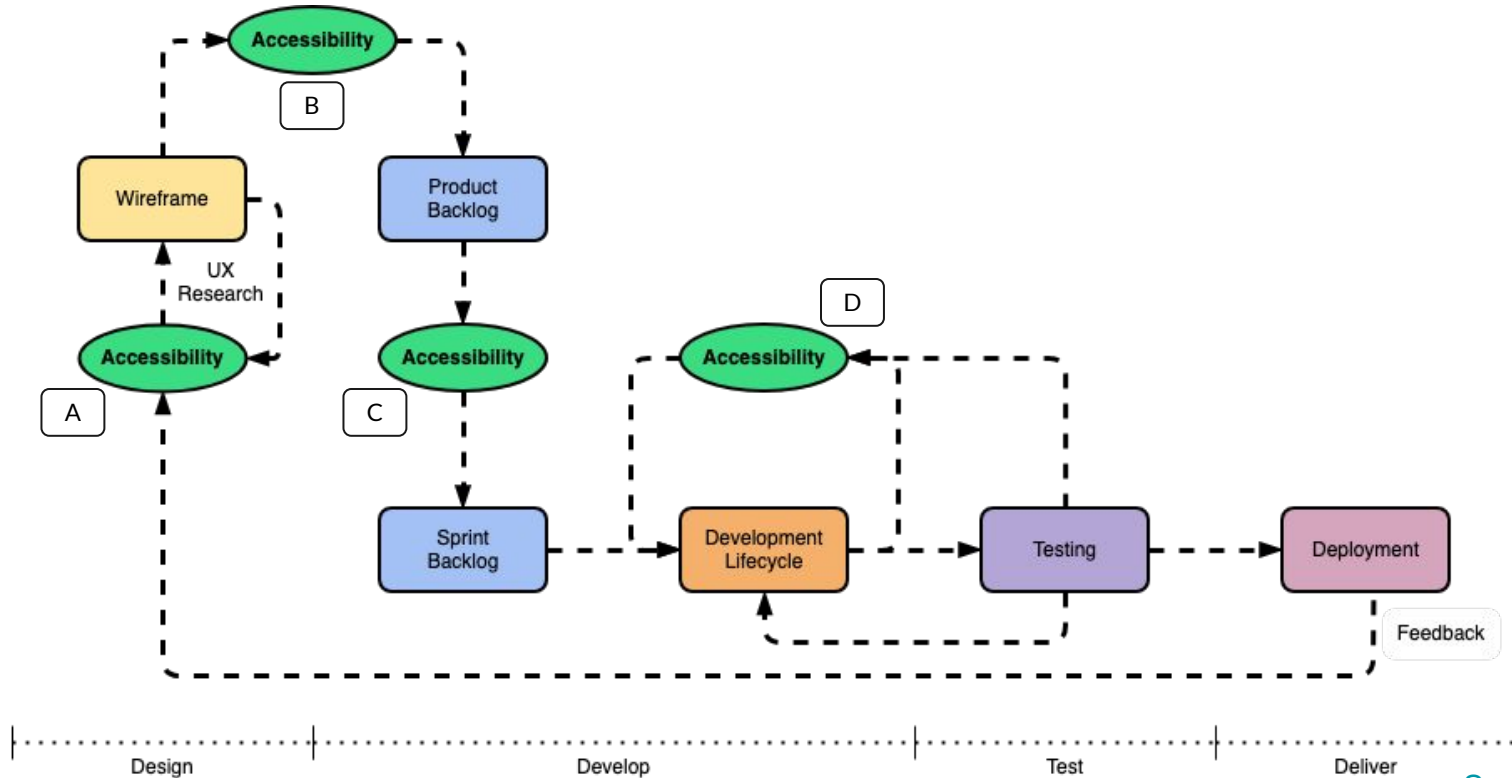 Accessibility
B
Wireframe
Product
Backlog
UX
Research
D
Accessibility
Accessibility
Accessibility
A
C
Sprint
Backlog
Development
Lifecycle
Testing
Deployment
Feedback
Design
Develop
Test
Deliver